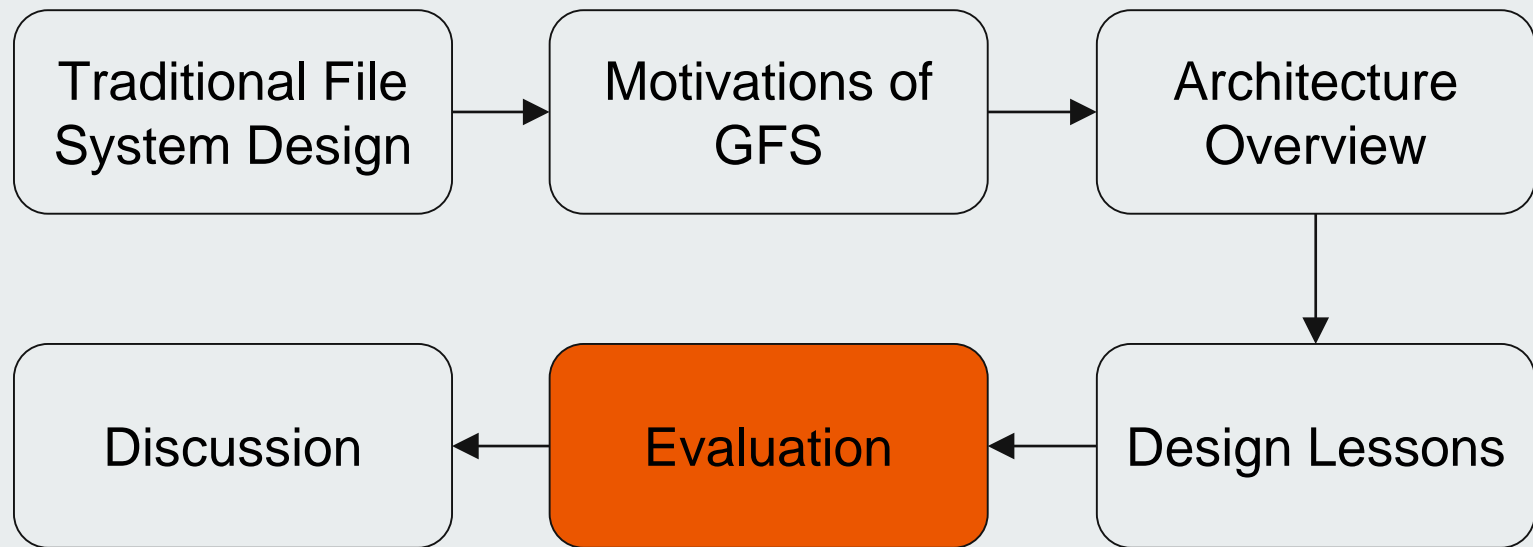 Traditional File
System Design
Motivations of
GFS
Architecture
Overview
Design Lessons
Evaluation
Discussion